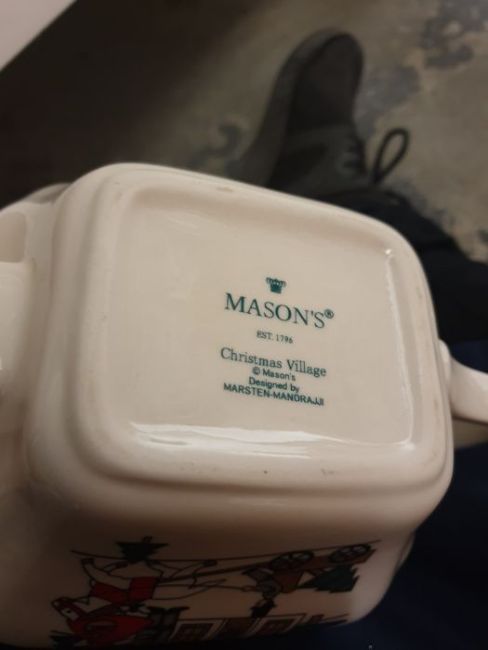 MASON'S®
EST. 1796
Christmas Village
© Mason's
Designed by
MARSTEN-MANDRAJJI